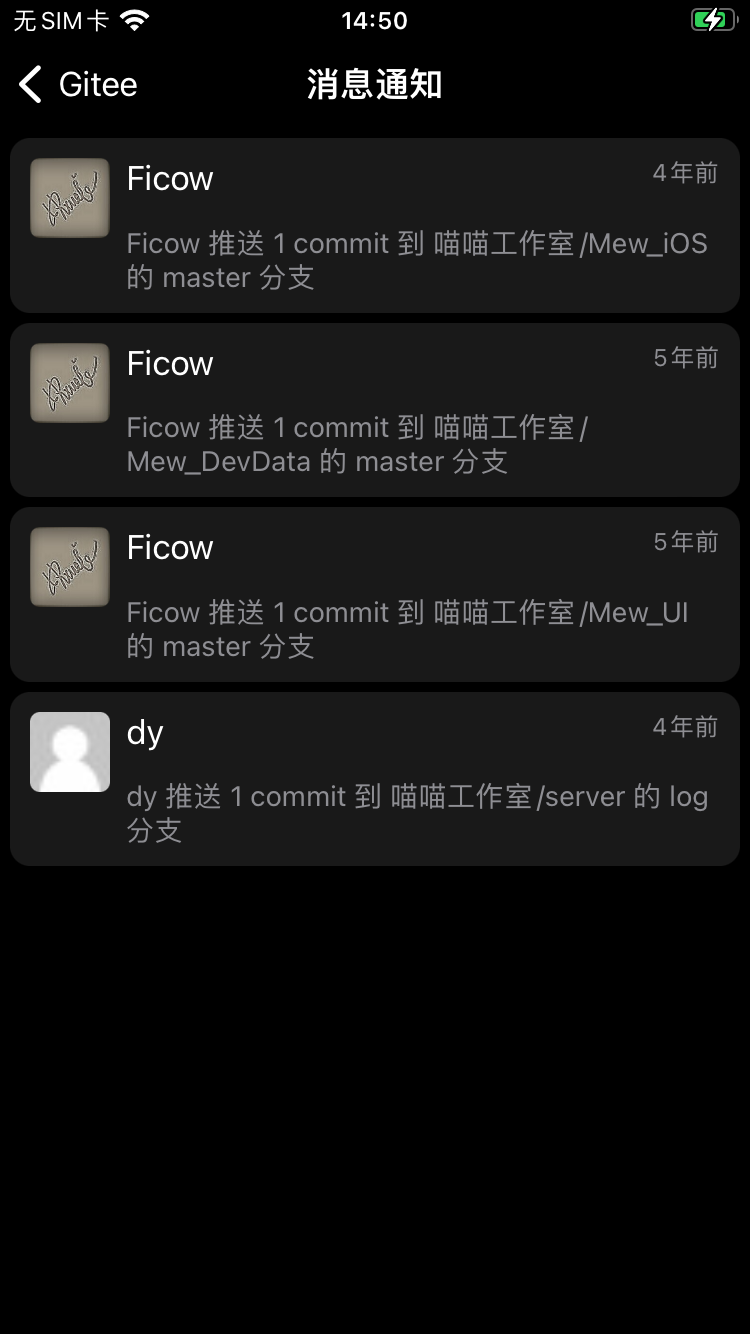 无SIM卡 14:50
Gitee 消息通知
Ficow 4年前
Ficow 推送 1 commit 到 喵喵工作室/Mew_iOS
的 master 分支
Ficow 5年前
Ficow 推送 1 commit 到 喵喵工作室/
Mew_DevData 的 master 分支
Ficow 5年前
Ficow 推送 1 commit 到 喵喵工作室/Mew_UI
的 master 分支
dy 4年前
dy 推送 1 commit 到 喵喵工作室/server 的 log
分支